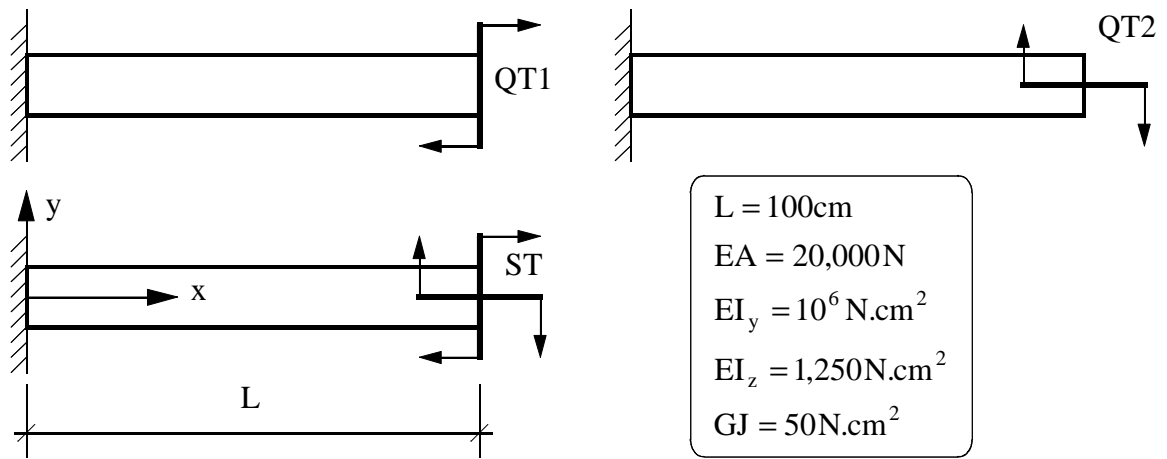 QT1
QT2
y
ST
x
L
L = 100cm
EA = 20,000N
EI_y = 10^6 N.cm^2
EI_z = 1,250N.cm^2
GJ = 50N.cm^2